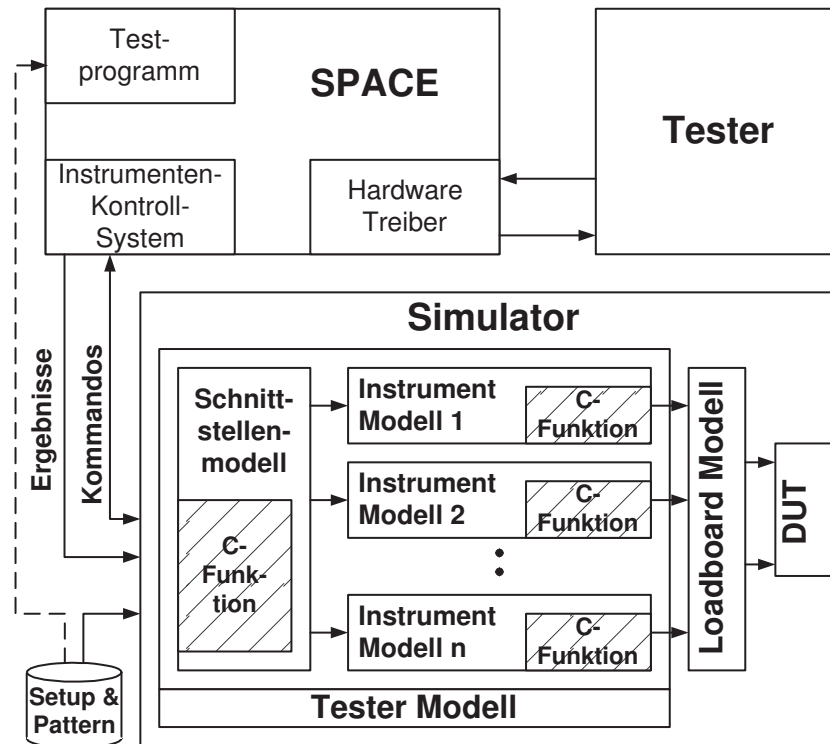 Test-
programm
SPACE
Tester
Instrumenten-
Kontroll-
System
Hardware
Treiber
Ergebnisse
Kommandos
Simulator
Schnitt-
stellen-
modell
C-
Funk-
tion
Instrument
Modell 1
C-
Funktion
Instrument
Modell 2
C-
Funktion
Instrument
Modell n
C-
Funktion
Loadboard Modell
DUT
Tester Modell
Setup &
Pattern